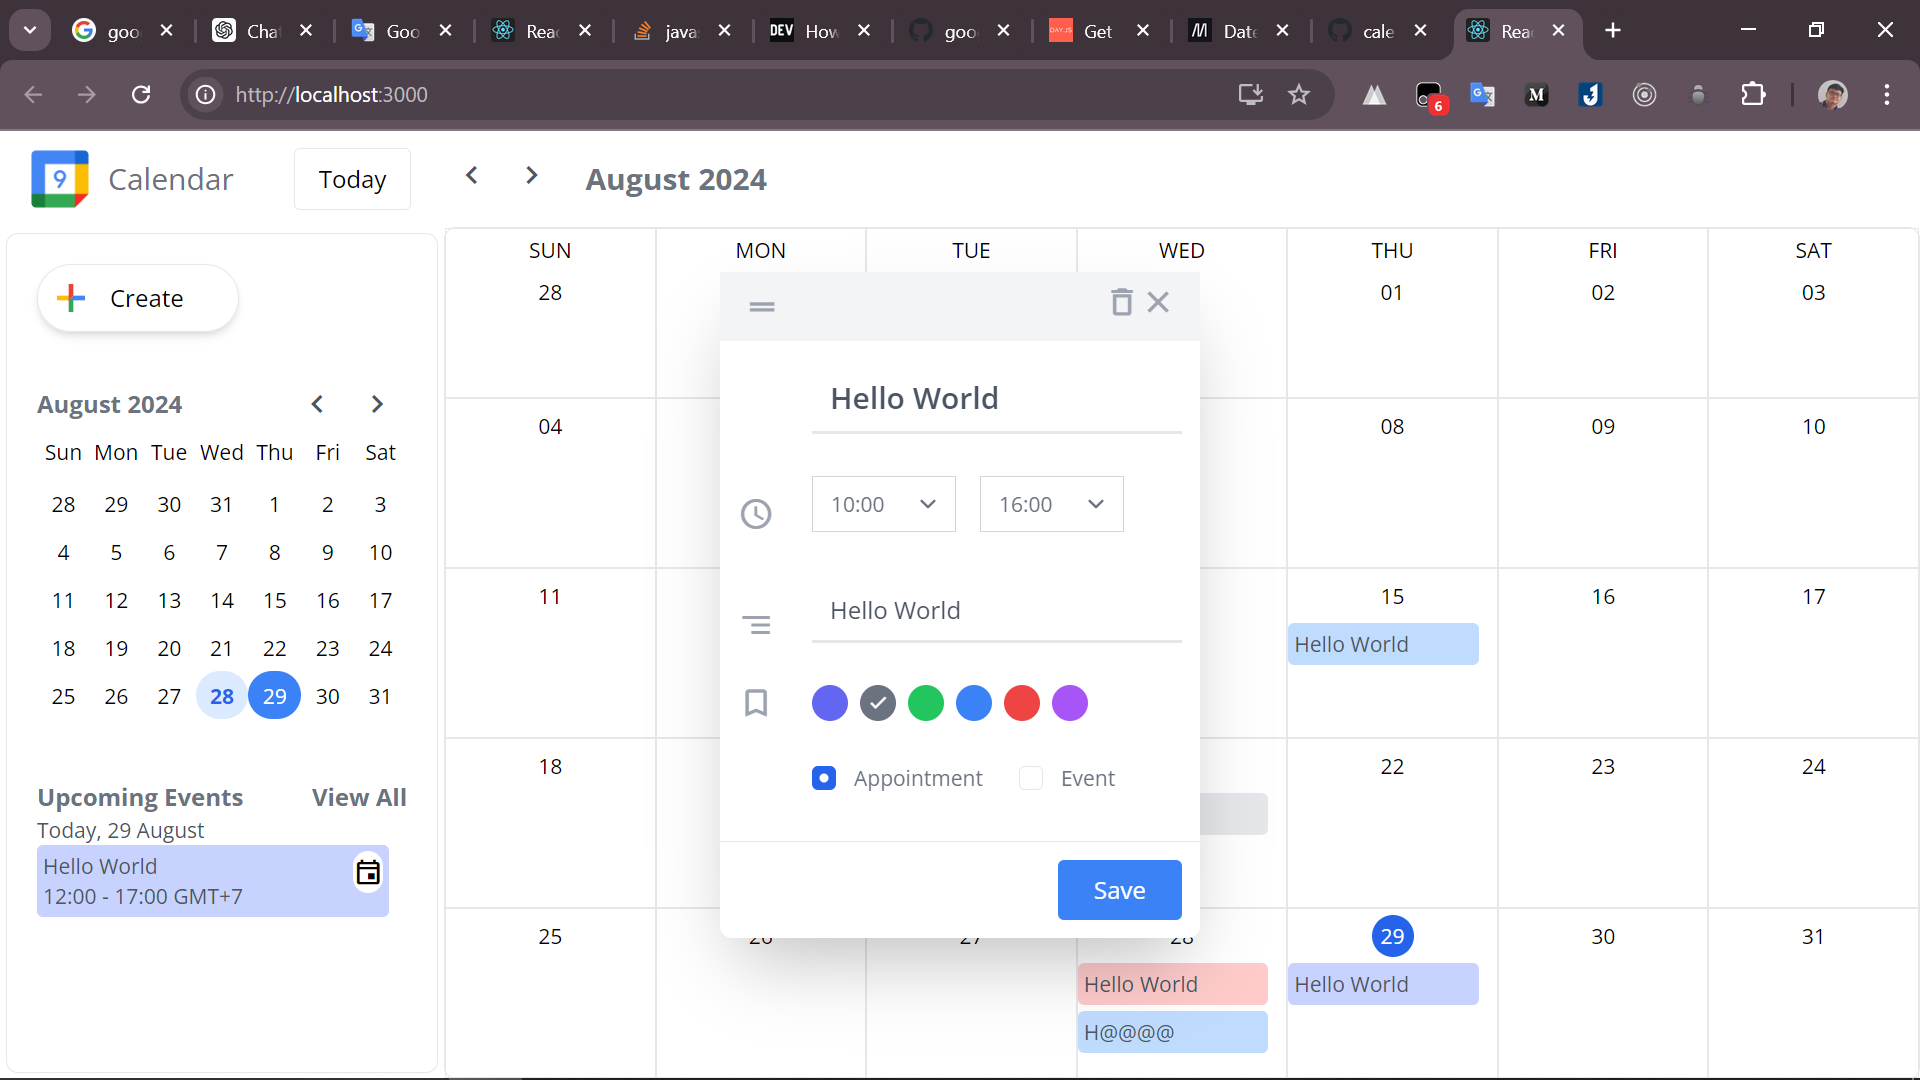 goo
Cha
Goo
Rea
java
DEV
How
goo
DAY.JS
Get
Date
cale
Rea
http://localhost:3000
6
M
9
Calendar
Today
August 2024
Create
August 2024
Sun Mon Tue Wed Thu Fri Sat
28 29 30 31 1 2 3
4 5 6 7 8 9 10
11 12 13 14 15 16 17
18 19 20 21 22 23 24
25 26 27 28 29 30 31
Upcoming Events
View All
Today, 29 August
Hello World
12:00 - 17:00 GMT+7
SUN MON TUE WED THU FRI SAT
28 01 02 03
04 08 09 10
11 15 16 17
Hello World
18 22 23 24
25 26 27 28 29 30 31
Hello World
Hello World
H@@@@
Hello World
10:00
16:00
Hello World
Appointment
Event
Save